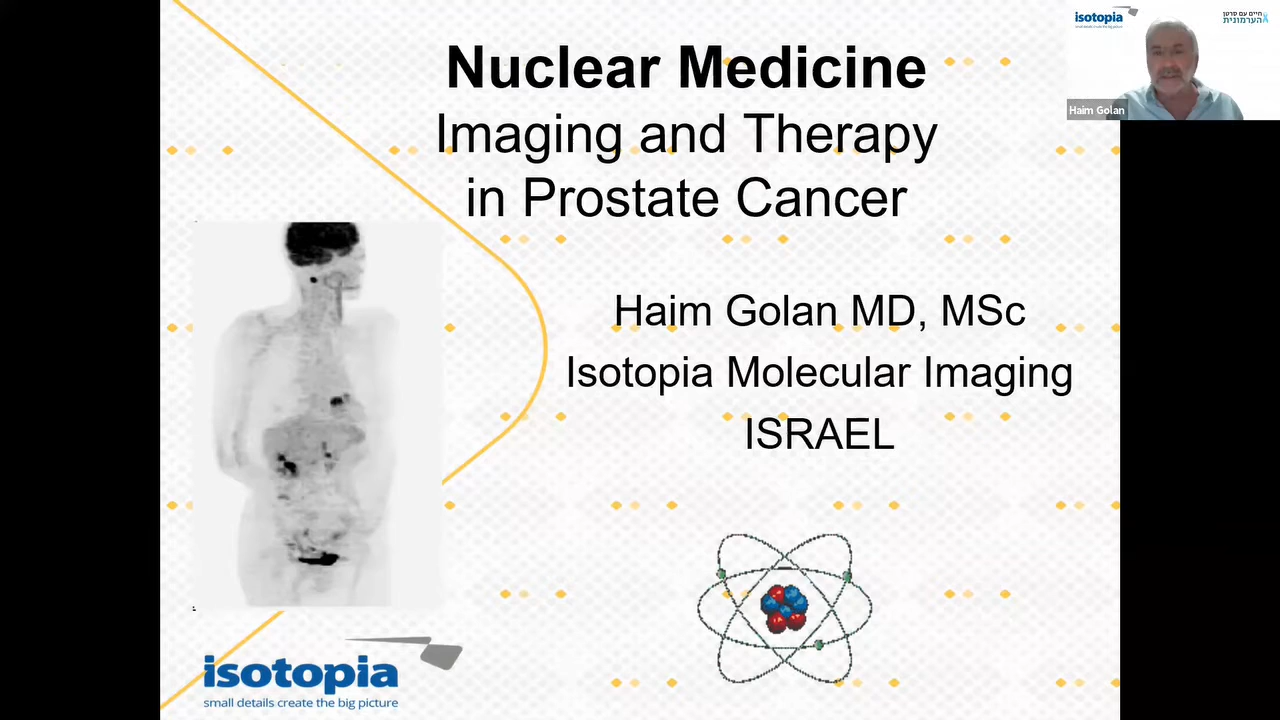 Nuclear Medicine
Imaging and Therapy
in Prostate Cancer
Haim Golan MD, MSc
Isotopia Molecular Imaging
ISRAEL
isotopia
small details create the big picture
isotopia
חיים עם סרטן
הערמונית
Haim Golan